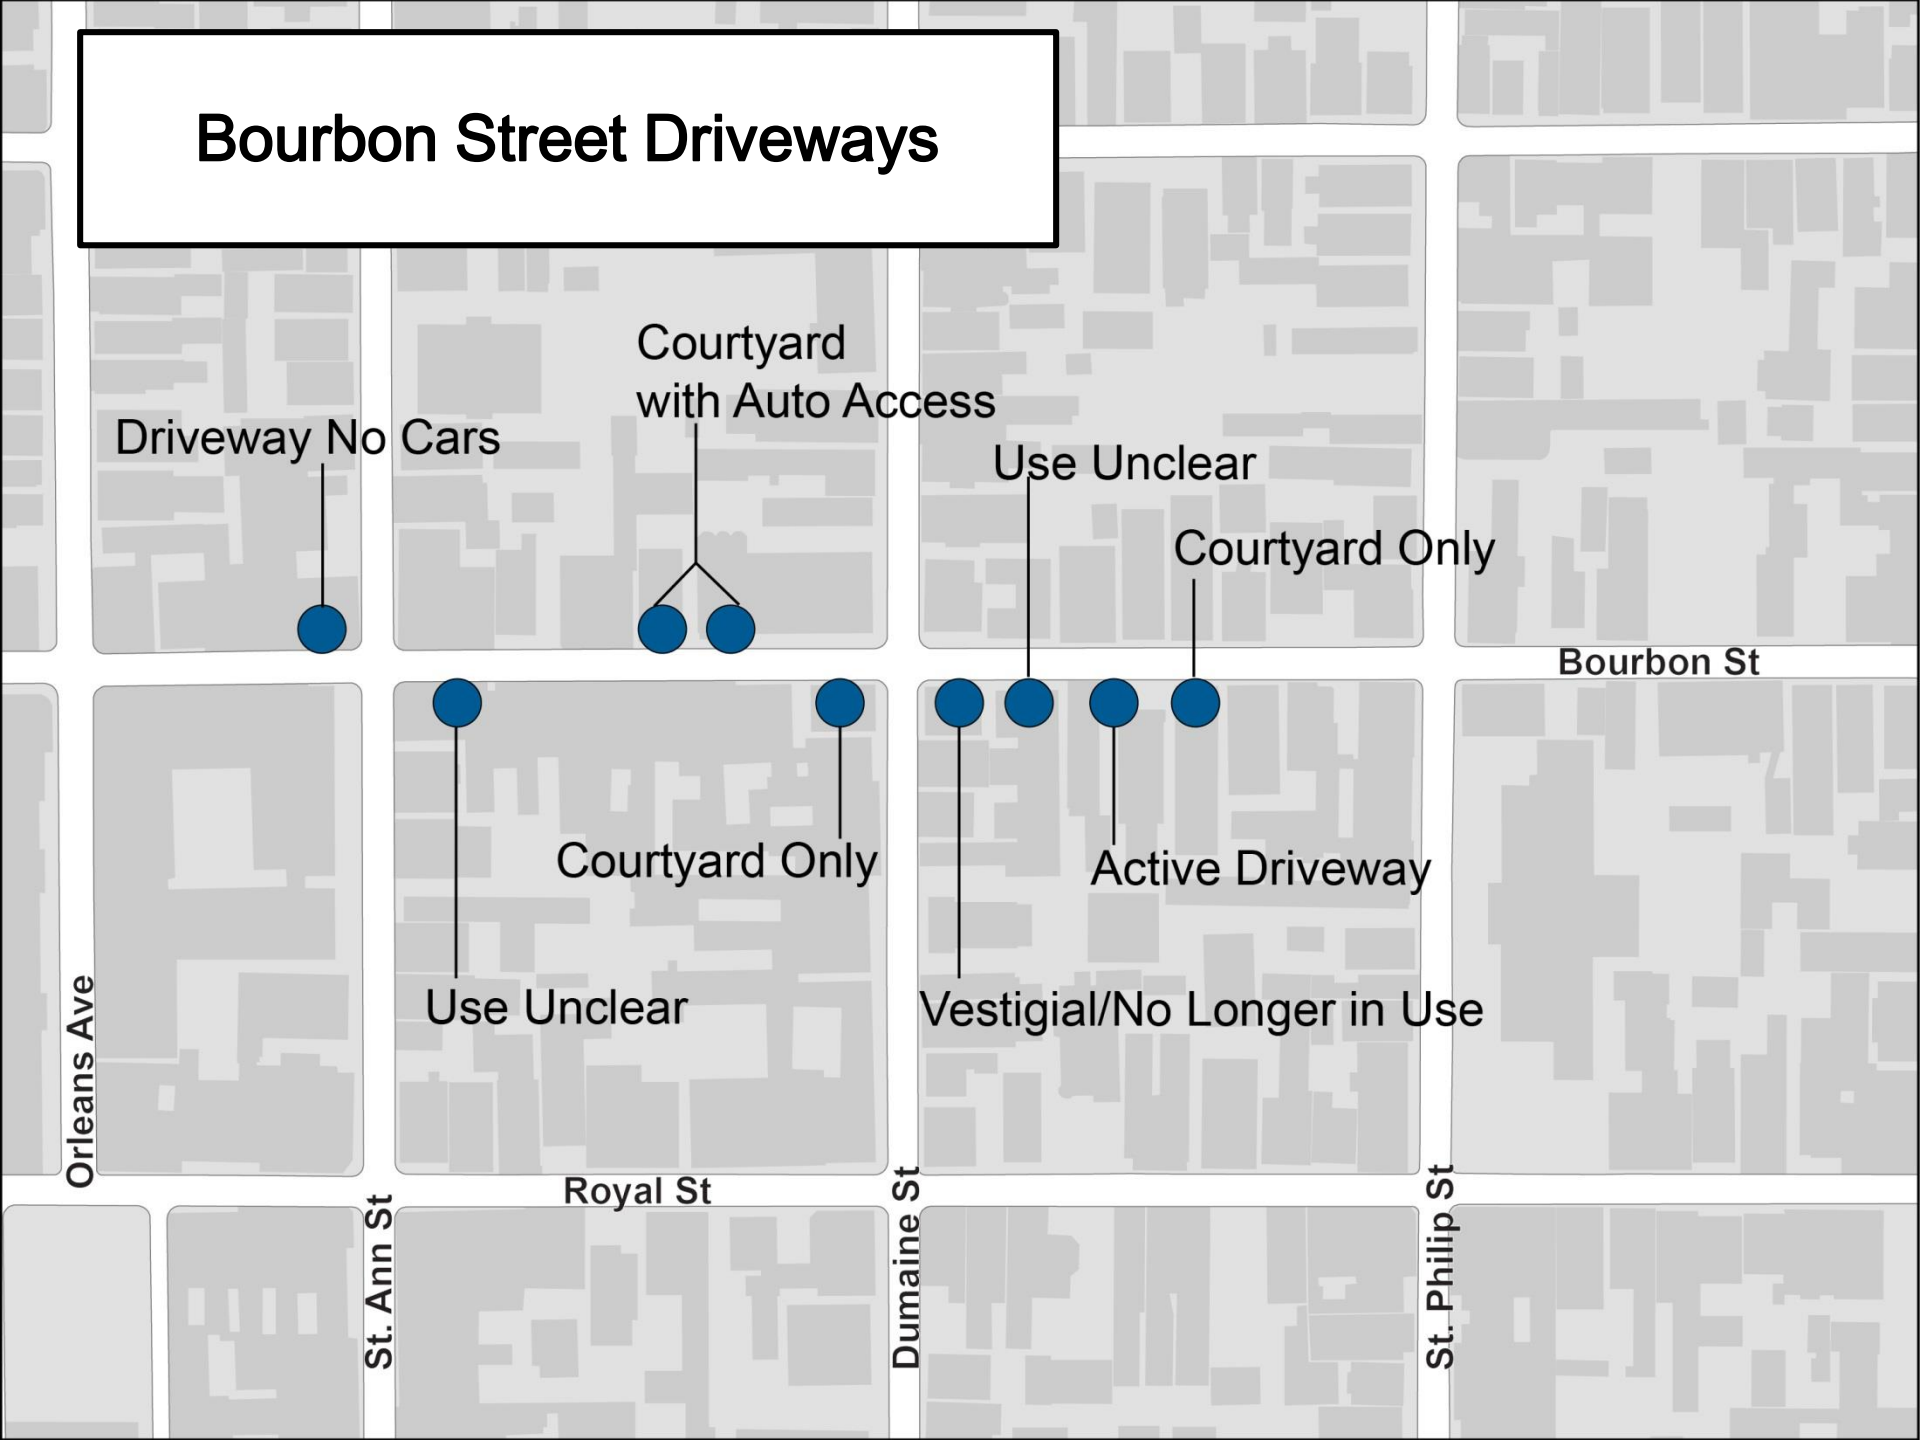 Bourbon Street Driveways
Courtyard
with Auto Access
Driveway No Cars
Use Unclear
Courtyard Only
Bourbon St
Courtyard Only
Active Driveway
Use Unclear
Vestigial/No Longer in Use
Orleans Ave
Royal St
St. Ann St
Dumaine St
St. Philip St